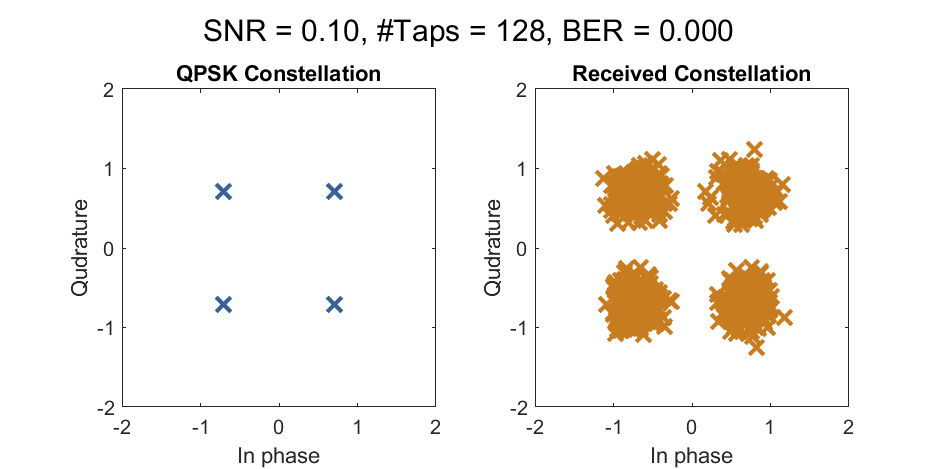 SNR = 0.10, #Taps = 128, BER = 0.000
QPSK Constellation
Received Constellation
2
1
0
-1
-2
Qudrature
-2
-1
0
1
2
In phase
2
1
0
-1
-2
Qudrature
-2
-1
0
1
2
In phase